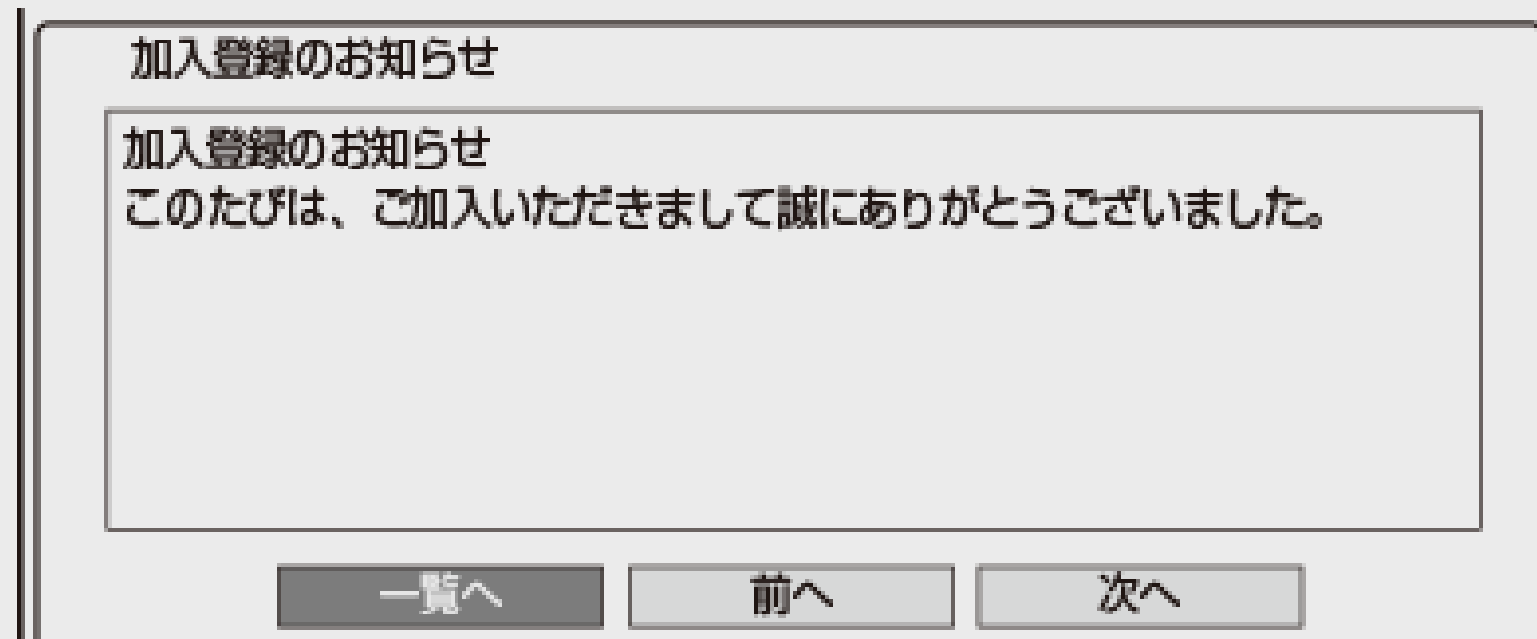 加入登録のお知らせ
加入登録のお知らせ
このたびは、ご加入いただきまして誠にありがとうございました。
一覧へ
前へ
次へ